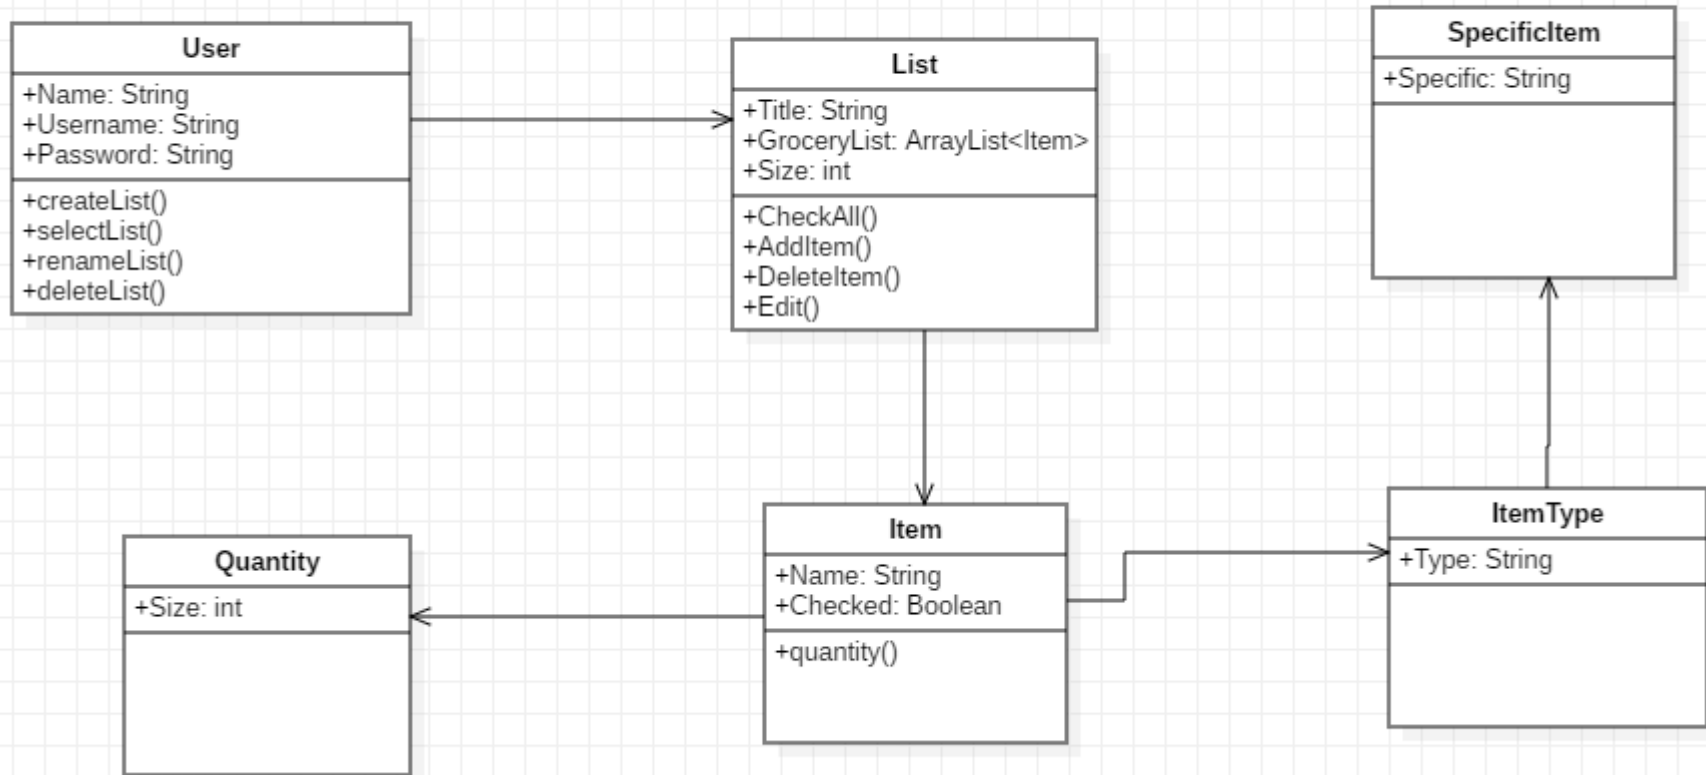 User
+Name: String
+Username: String
+Password: String
+createList()
+selectList()
+renameList()
+deleteList()
List
+Title: String
+GroceryList: ArrayList<Item>
+Size: int
+CheckAll()
+AddItem()
+DeleteItem()
+Edit()
SpecificItem
+Specific: String
Quantity
+Size: int
Item
+Name: String
+Checked: Boolean
+quantity()
ItemType
+Type: String